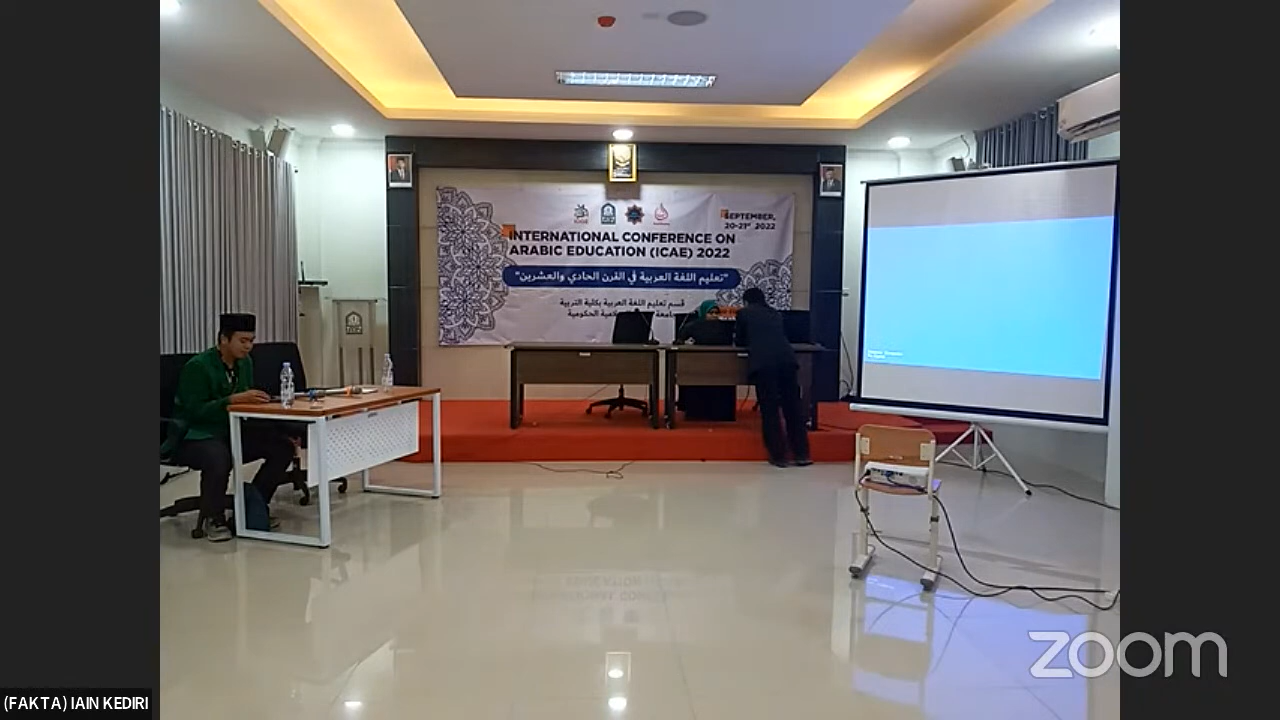 SEPTEMBER,
20-21st 2022
INTERNATIONAL CONFERENCE ON
ARABIC EDUCATION (ICAE) 2022
"تعليم اللغة العربية في القرن الحادي والعشرين"
قسم تعليم اللغة العربية بكلية التربية
الحكومية
zoom
(FAKTA) IAIN KEDIRI